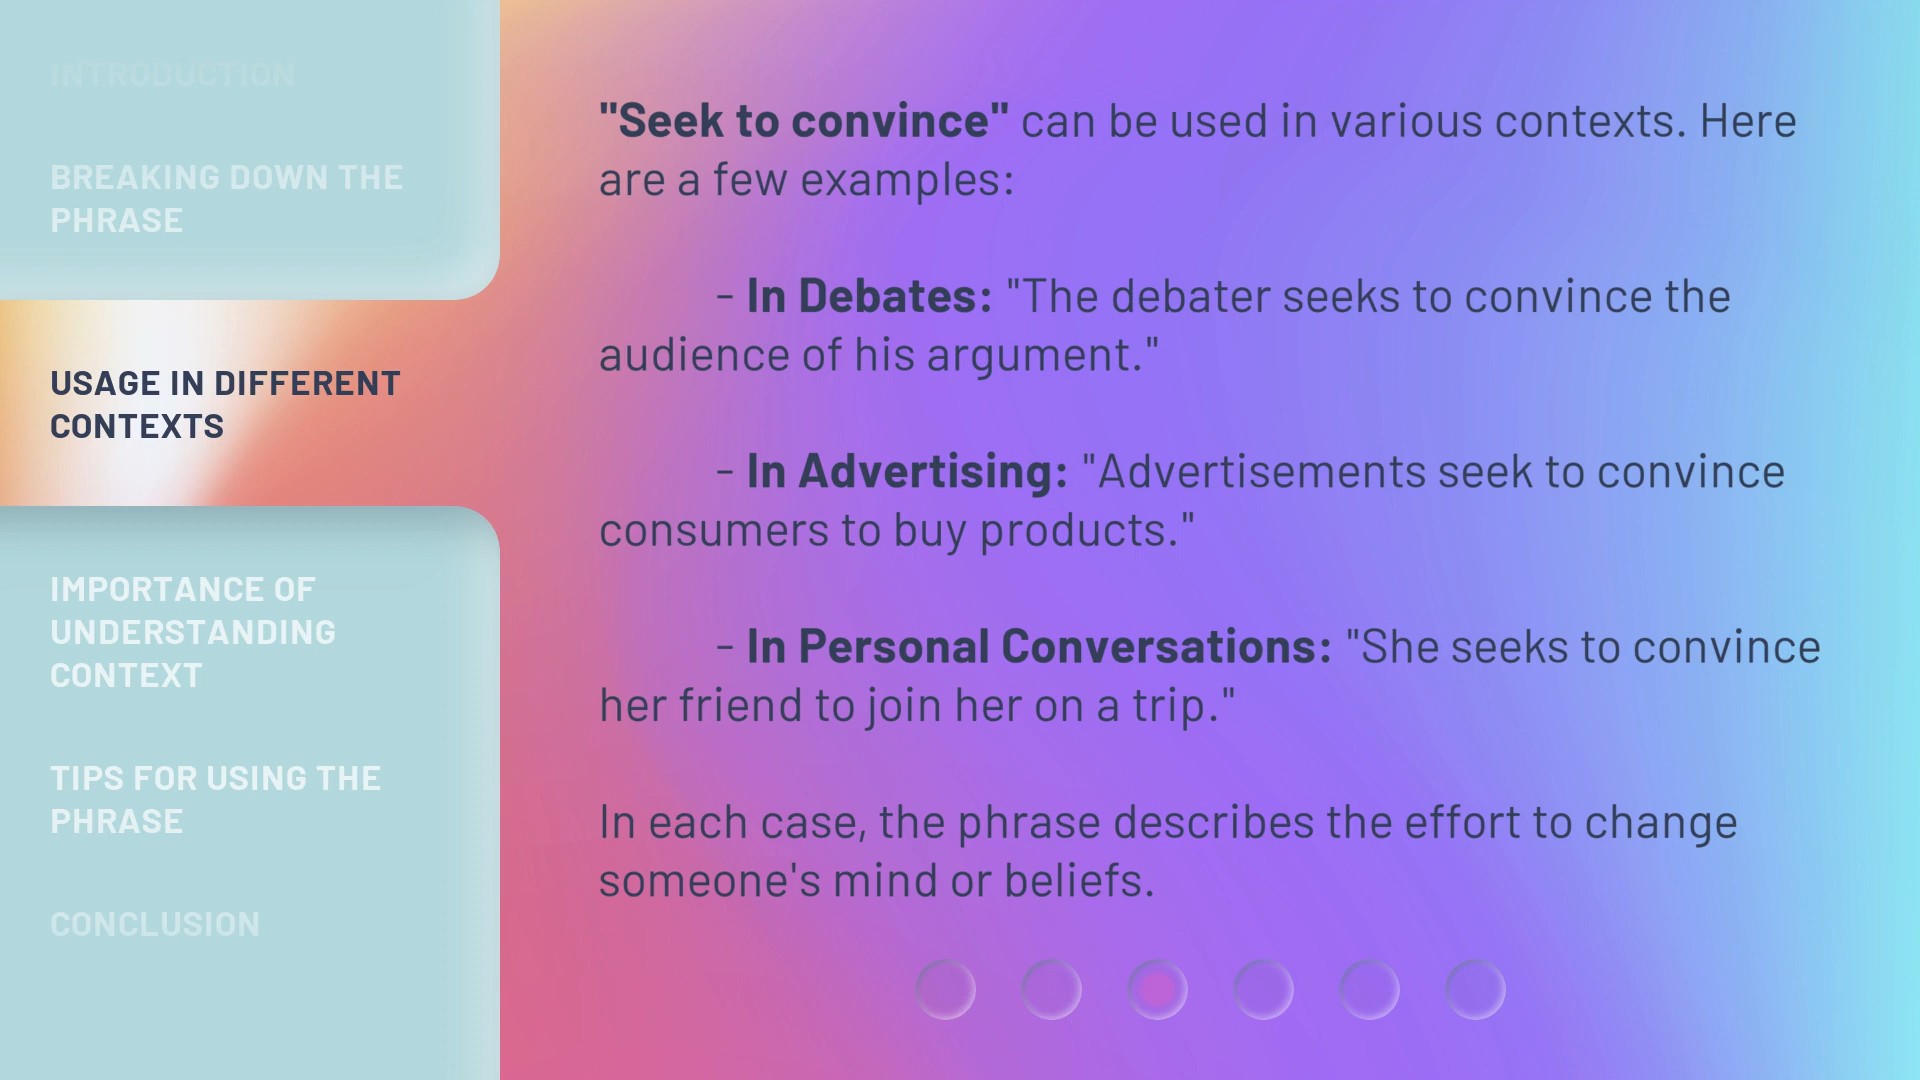 INTRODUCTION
BREAKING DOWN THE
PHRASE
USAGE IN DIFFERENT
CONTEXTS
IMPORTANCE OF
UNDERSTANDING
CONTEXT
TIPS FOR USING THE
PHRASE
CONCLUSION
"Seek to convince" can be used in various contexts. Here
are a few examples:
- In Debates: "The debater seeks to convince the
audience of his argument."
- In Advertising: "Advertisements seek to convince
consumers to buy products."
- In Personal Conversations: "She seeks to convince
her friend to join her on a trip."
In each case, the phrase describes the effort to change
someone's mind or beliefs.